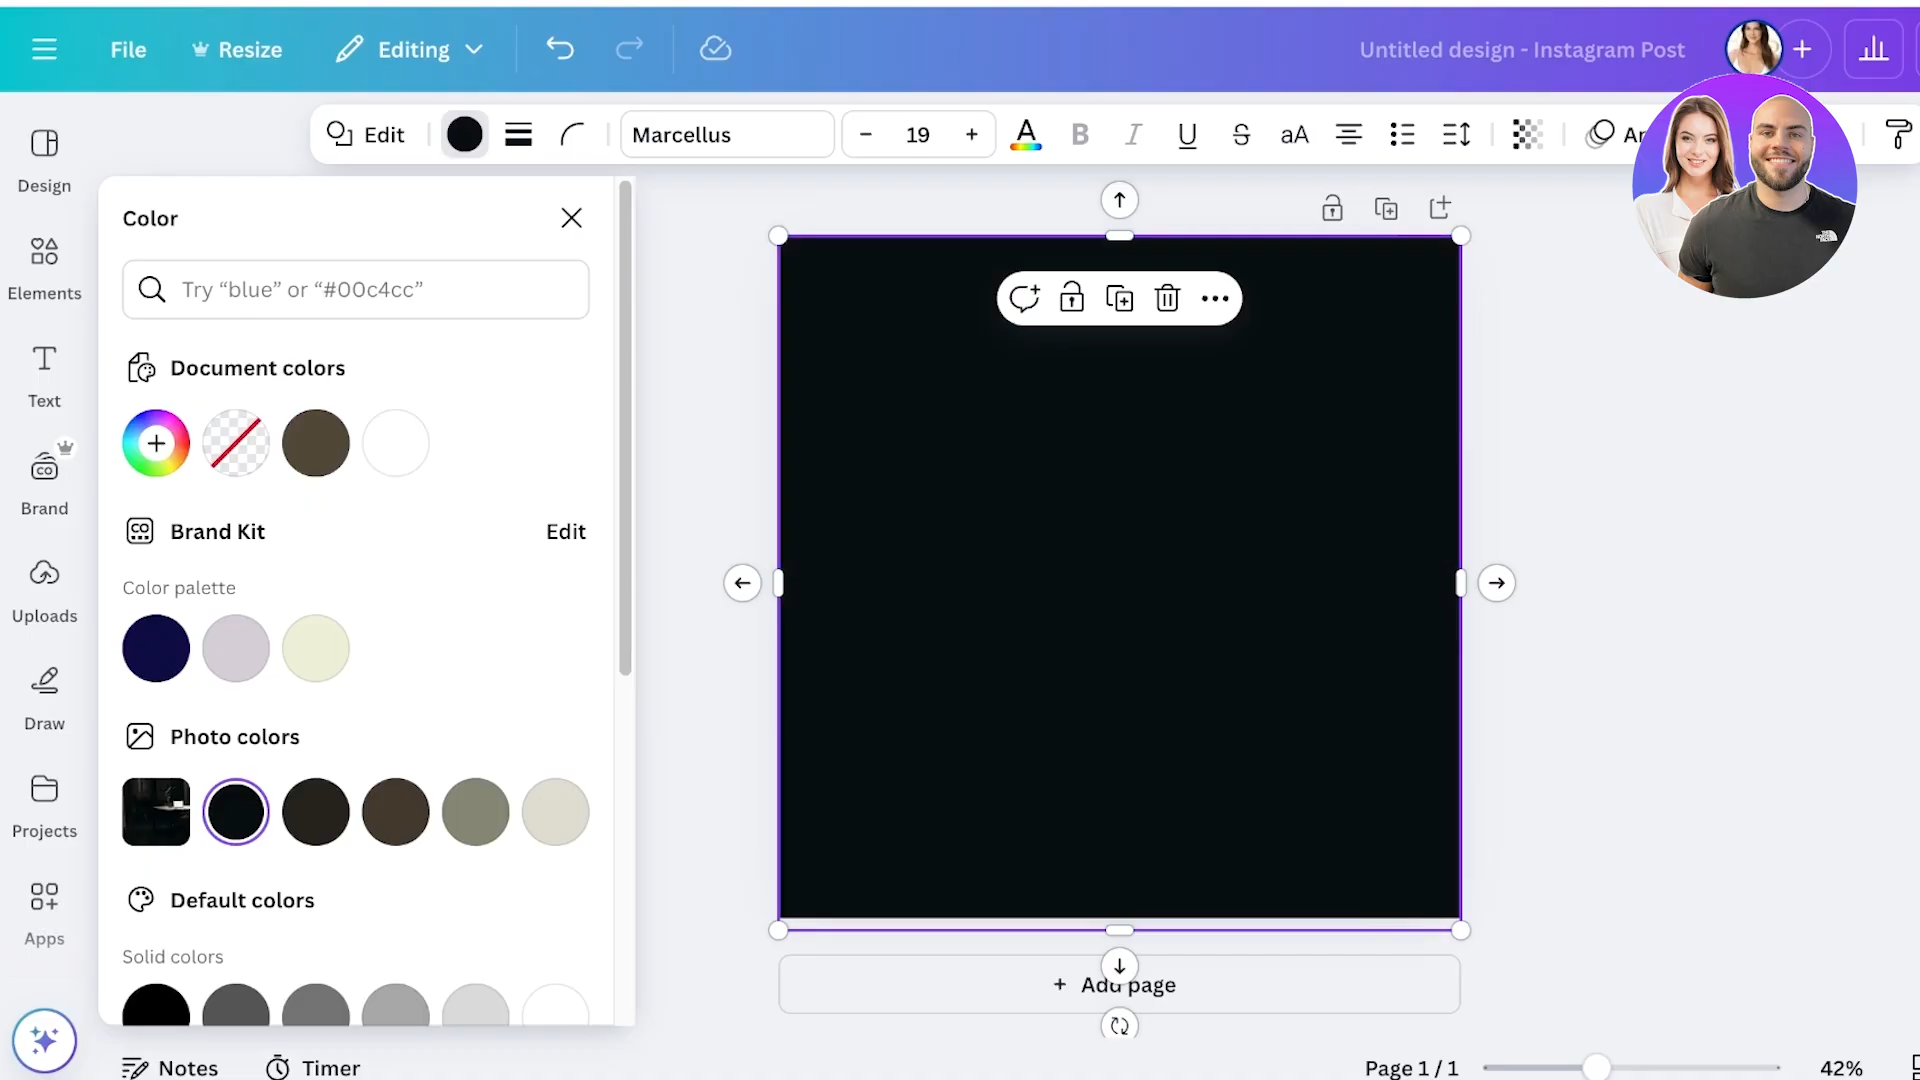 File
Resize
Editing
Untitled design - Instagram Post
Edit
Marcellus
- 19 +
A
B
I
U
S
aA
Design
Elements
Text
Brand
Uploads
Draw
Projects
Apps
Color
Try “blue” or “#00c4cc”
Document colors
Brand Kit
Edit
Color palette
Photo colors
Default colors
Solid colors
+ Add page
Notes
Timer
Page 1 / 1
42%